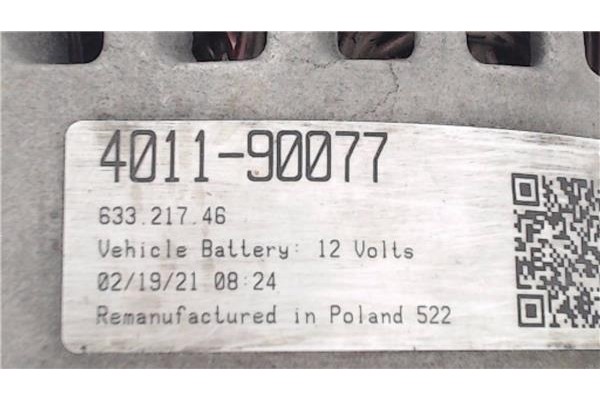 4011-90077
633.217.46
Vehicle Battery: 12 Volts
02/19/21 08:24
Remanufactured in Poland 522